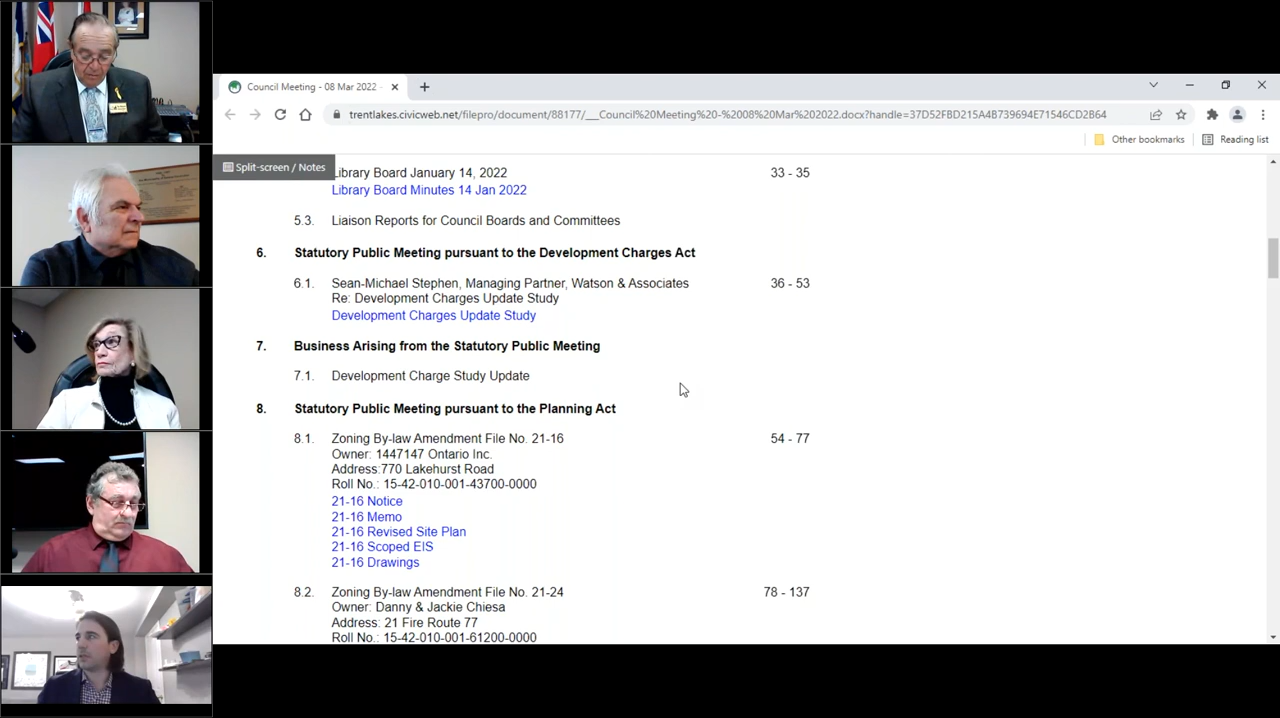 Council Meeting - 08 Mar 2022 -
trentlakes.civicweb.net/filepro/document/88177/__Council%20Meeting%20-%2008%20Mar%202022.docx?handle=37D52FBD215A4B739694E71546CD2B64
Other bookmarks
Reading list
Split-screen / Notes
Library Board January 14, 2022
33 - 35
Library Board Minutes 14 Jan 2022
5.3. Liaison Reports for Council Boards and Committees
6. Statutory Public Meeting pursuant to the Development Charges Act
6.1. Sean-Michael Stephen, Managing Partner, Watson & Associates
36 - 53
Re: Development Charges Update Study
Development Charges Update Study
7. Business Arising from the Statutory Public Meeting
7.1. Development Charge Study Update
8. Statutory Public Meeting pursuant to the Planning Act
8.1. Zoning By-law Amendment File No. 21-16
54 - 77
Owner: 1447147 Ontario Inc.
Address:770 Lakehurst Road
Roll No.: 15-42-010-001-43700-0000
21-16 Notice
21-16 Memo
21-16 Revised Site Plan
21-16 Scoped EIS
21-16 Drawings
8.2. Zoning By-law Amendment File No. 21-24
78 - 137
Owner: Danny & Jackie Chiesa
Address: 21 Fire Route 77
Roll No.: 15-42-010-001-61200-0000